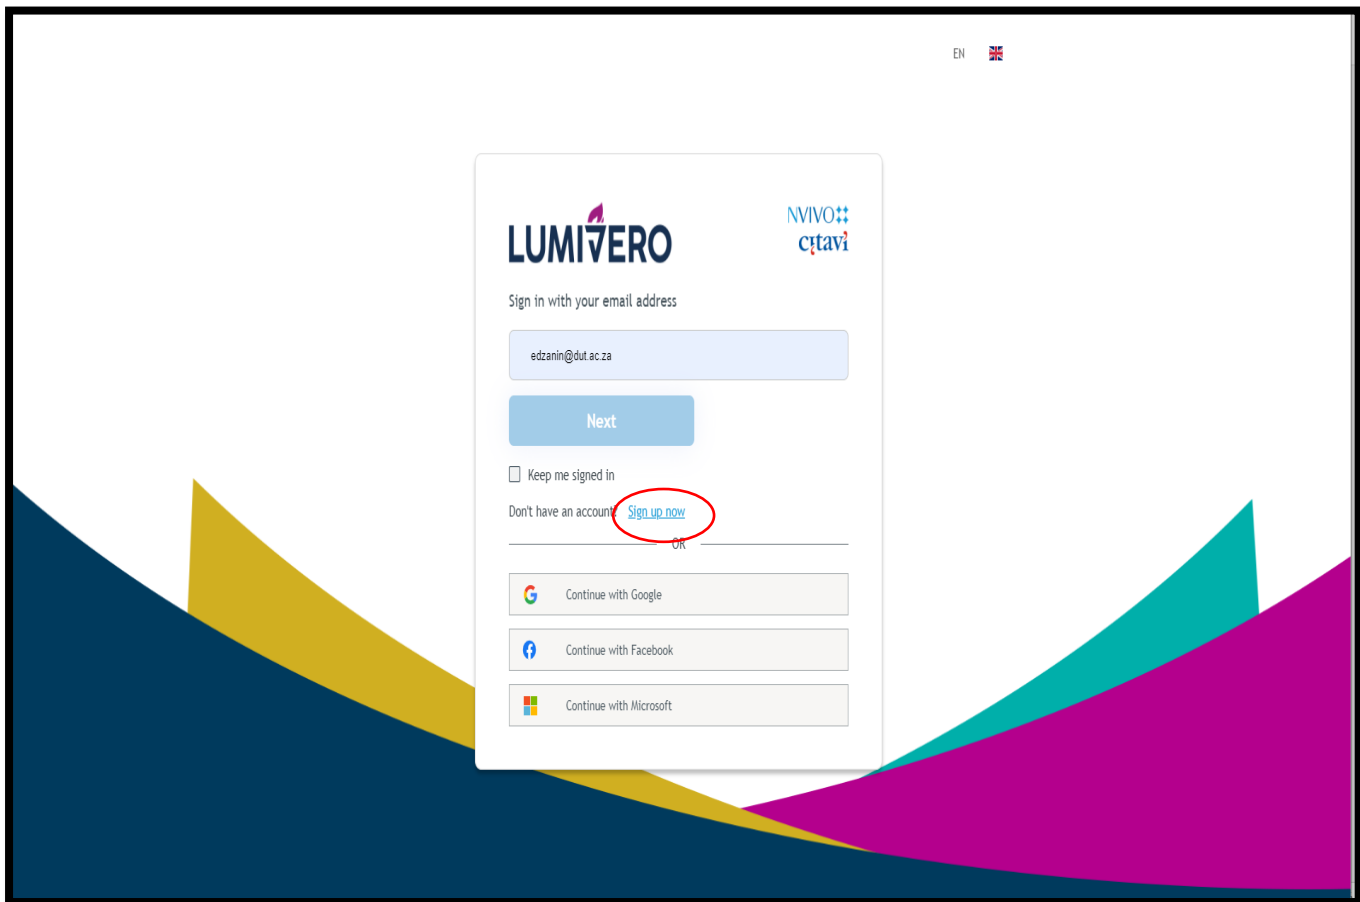 EN
LUMIVERO
NVIVO
citavi
Sign in with your email address
edzanin@dut.ac.za
Next
Keep me signed in
Don't have an account? Sign up now
OR
Continue with Google
Continue with Facebook
Continue with Microsoft